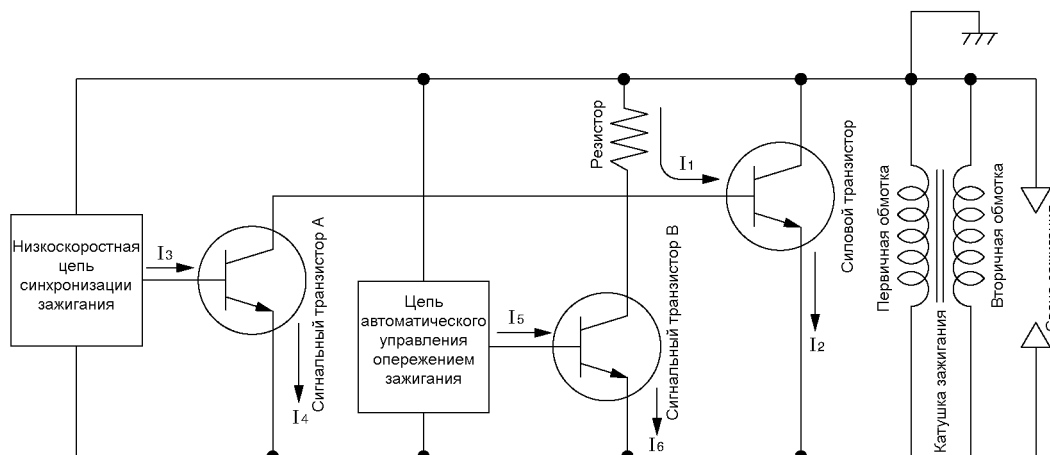 Низкоскоростная
цепь
синхронизации
зажигания
I3
I4
Сигнальный транзистор A
Цепь
автоматического
управления
опережением
зажигания
I5
I6
Сигнальный транзистор B
Резистор
I1
I2
Силовой транзистор
Первичная обмотка
Катушка зажигания
Вторичная обмотка